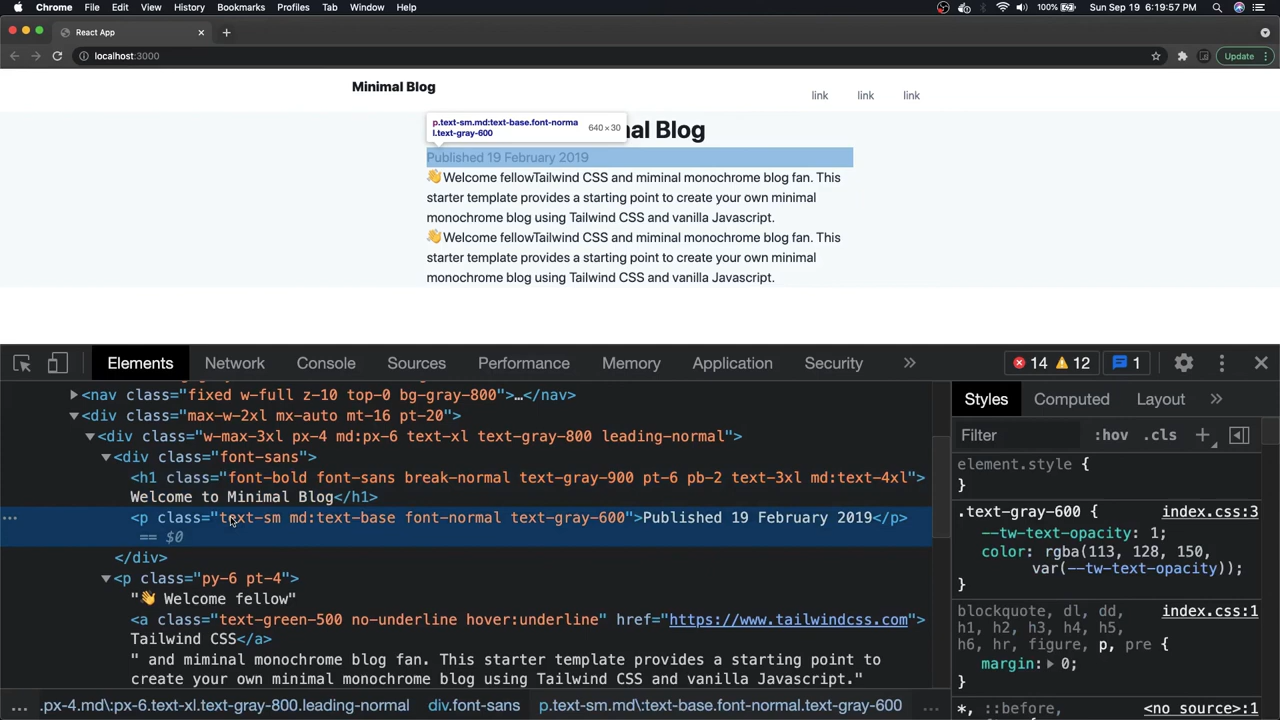 Chrome File Edit View History Bookmarks Profiles Tab Window Help 100% Sun Sep 19 6:19:57 PM
React App
localhost:3000 Update
Minimal Blog
link link link
p.text-sm.md:text-base.font-norma
l.text-gray-600
640 × 30
nal Blog
Published 19 February 2019
👋Welcome fellowTailwind CSS and miminal monochrome blog fan. This
starter template provides a starting point to create your own minimal
monochrome blog using Tailwind CSS and vanilla Javascript.
👋Welcome fellowTailwind CSS and miminal monochrome blog fan. This
starter template provides a starting point to create your own minimal
monochrome blog using Tailwind CSS and vanilla Javascript.
Elements Network Console Sources Performance Memory Application Security » 14 12 1
<nav class="fixed w-full z-10 top-0 bg-gray-800">…</nav>
<div class="max-w-2xl mx-auto mt-16 pt-20">
<div class="w-max-3xl px-4 md:px-6 text-xl text-gray-800 leading-normal">
<div class="font-sans">
<h1 class="font-bold font-sans break-normal text-gray-900 pt-6 pb-2 text-3xl md:text-4xl">
Welcome to Minimal Blog</h1>
<p class="text-sm md:text-base font-normal text-gray-600">Published 19 February 2019</p>
== $0
</div>
<p class="py-6 pt-4">
"👋 Welcome fellow"
<a class="text-green-500 no-underline hover:underline" href="https://www.tailwindcss.com">
Tailwind CSS</a>
" and miminal monochrome blog fan. This starter template provides a starting point to
create your own minimal monochrome blog using Tailwind CSS and vanilla Javascript."
… .px-4.md\:px-6.text-xl.text-gray-800.leading-normal div.font-sans p.text-sm.md\:text-base.font-normal.text-gray-600 …
Styles Computed Layout »
Filter :hov .cls +
element.style {
}
.text-gray-600 { index.css:3
--tw-text-opacity: 1;
color: rgba(113, 128, 150,
var(--tw-text-opacity));
}
blockquote, dl, dd, index.css:1
h1, h2, h3, h4, h5,
h6, hr, figure, p, pre {
margin: 0;
}
*, ::before, <no source>:1